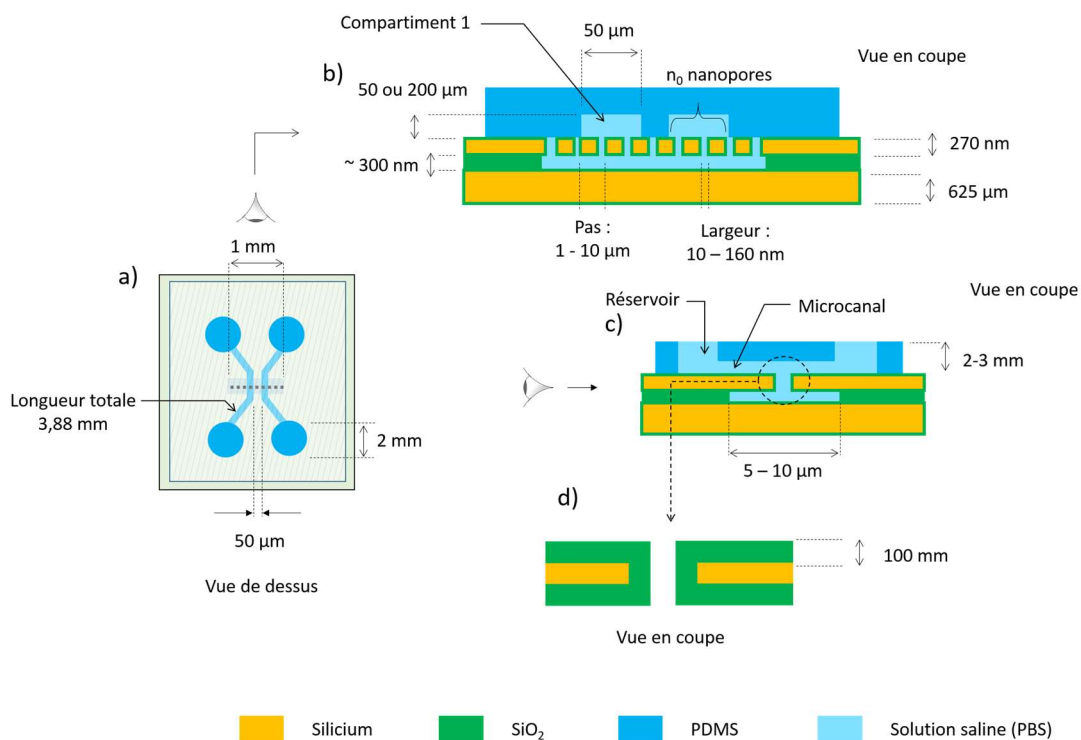 Compartiment 1
50 µm
Vue en coupe
b)
n0 nanopores
50 ou 200 µm
270 nm
~ 300 nm
625 µm
Pas :
1 - 10 µm
Largeur :
10 – 160 nm
1 mm
a)
Réservoir
Microcanal
Vue en coupe
c)
2-3 mm
Longueur totale
3,88 mm
2 mm
5 – 10 µm
d)
50 µm
100 mm
Vue de dessus
Vue en coupe
Silicium
SiO2
PDMS
Solution saline (PBS)